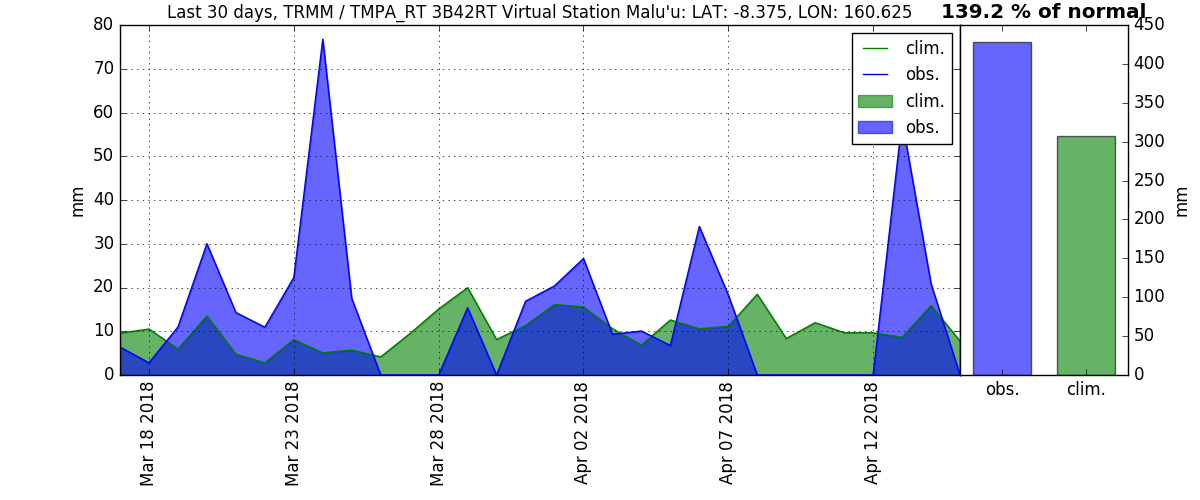 Last 30 days, TRMM / TMPA_RT 3B42RT Virtual Station Malu'u: LAT: -8.375, LON: 160.625
139.2 % of normal
80
70
60
50
40
30
20
10
0
mm
clim.
obs.
clim.
obs.
Mar 18 2018
Mar 23 2018
Mar 28 2018
Apr 02 2018
Apr 07 2018
Apr 12 2018
450
400
350
300
250
200
150
100
50
0
mm
obs.
clim.